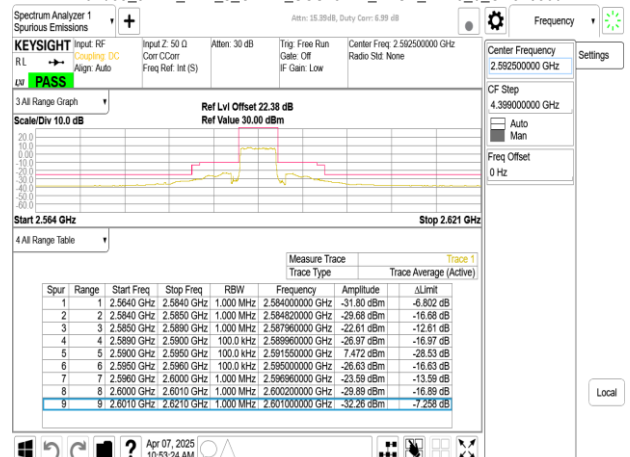 Spectrum Analyzer 1
Spurious Emissions
Attn: 15.39dB, Duty Corr: 6.99 dB
Frequency
KEYSIGHT
Input: RF
Input Z: 50 Ω
Atten: 30 dB
Trig: Free Run
Center Freq: 2.592500000 GHz
RL
Coupling: DC
Corr CCorr
Gate: Off
Radio Std: None
Align: Auto
Freq Ref: Int (S)
IF Gain: Low
LXI
PASS
Center Frequency
2.592500000 GHz
Settings
CF Step
4.399000000 GHz
Auto
Man
Freq Offset
0 Hz
3 All Range Graph
Ref Lvl Offset 22.38 dB
Scale/Div 10.0 dB
Ref Value 30.00 dBm
20.0
10.0
0.00
-10.0
-20.0
-30.0
-40.0
-50.0
-60.0
Start 2.564 GHz
Stop 2.621 GHz
4 All Range Table
Measure Trace
Trace 1
Trace Type
Trace Average (Active)
Spur Range Start Freq Stop Freq RBW Frequency Amplitude ΔLimit
1 1 2.5640 GHz 2.5840 GHz 1.000 MHz 2.584000000 GHz -31.80 dBm -6.802 dB
2 2 2.5840 GHz 2.5850 GHz 1.000 MHz 2.584820000 GHz -29.68 dBm -16.68 dB
3 3 2.5850 GHz 2.5890 GHz 1.000 MHz 2.587960000 GHz -22.61 dBm -12.61 dB
4 4 2.5890 GHz 2.5900 GHz 100.0 kHz 2.589960000 GHz -26.97 dBm -16.97 dB
5 5 2.5900 GHz 2.5950 GHz 100.0 kHz 2.591550000 GHz 7.472 dBm -28.53 dB
6 6 2.5950 GHz 2.5960 GHz 100.0 kHz 2.595000000 GHz -26.63 dBm -16.63 dB
7 7 2.5960 GHz 2.6000 GHz 1.000 MHz 2.596960000 GHz -23.59 dBm -13.59 dB
8 8 2.6000 GHz 2.6010 GHz 1.000 MHz 2.600200000 GHz -29.89 dBm -16.89 dB
9 9 2.6010 GHz 2.6210 GHz 1.000 MHz 2.601000000 GHz -32.26 dBm -7.258 dB
Local
?
Apr 07, 2025
10:53:24 AM